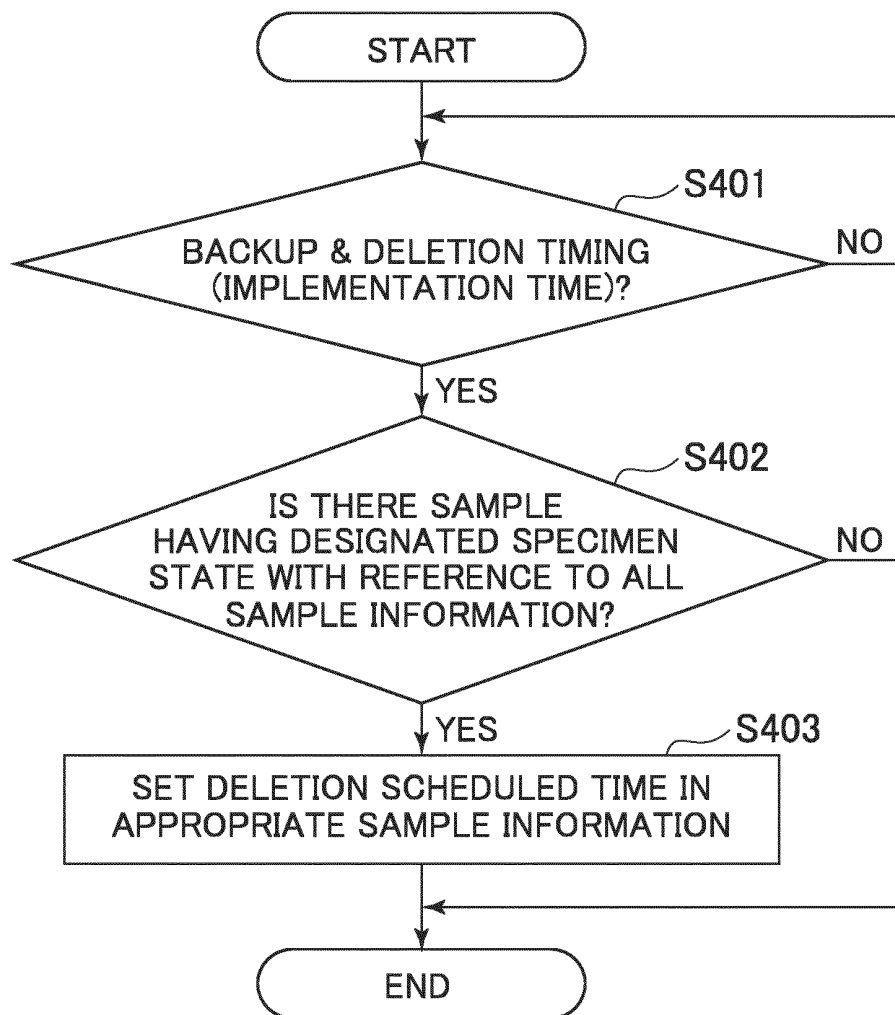 START
S401
BACKUP & DELETION TIMING
(IMPLEMENTATION TIME)?
NO
YES
S402
IS THERE SAMPLE
HAVING DESIGNATED SPECIMEN
STATE WITH REFERENCE TO ALL
SAMPLE INFORMATION?
NO
YES
S403
SET DELETION SCHEDULED TIME IN
APPROPRIATE SAMPLE INFORMATION
END